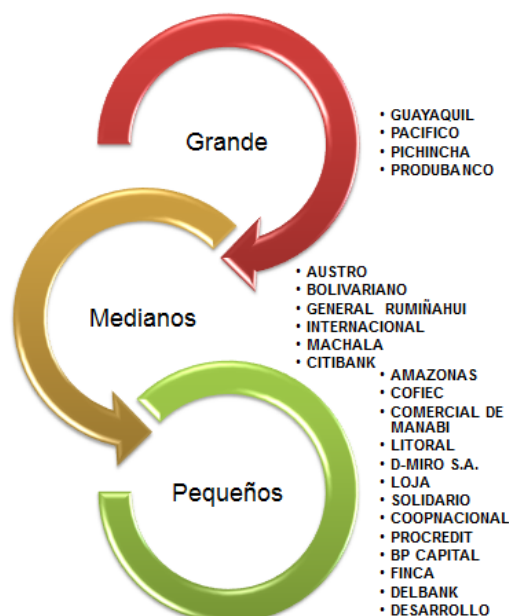 Grande
• GUAYAQUIL
• PACIFICO
• PICHINCHA
• PRODUBANCO
Medianos
• AUSTRO
• BOLIVARIANO
• GENERAL RUMIÑAHUI
• INTERNACIONAL
• MACHALA
• CITIBANK
Pequeños
• AMAZONAS
• COFIEC
• COMERCIAL DE
MANABI
• LITORAL
• D-MIRO S.A.
• LOJA
• SOLIDARIO
• COOPNACIONAL
• PROCREDIT
• BP CAPITAL
• FINCA
• DELBANK
• DESARROLLO